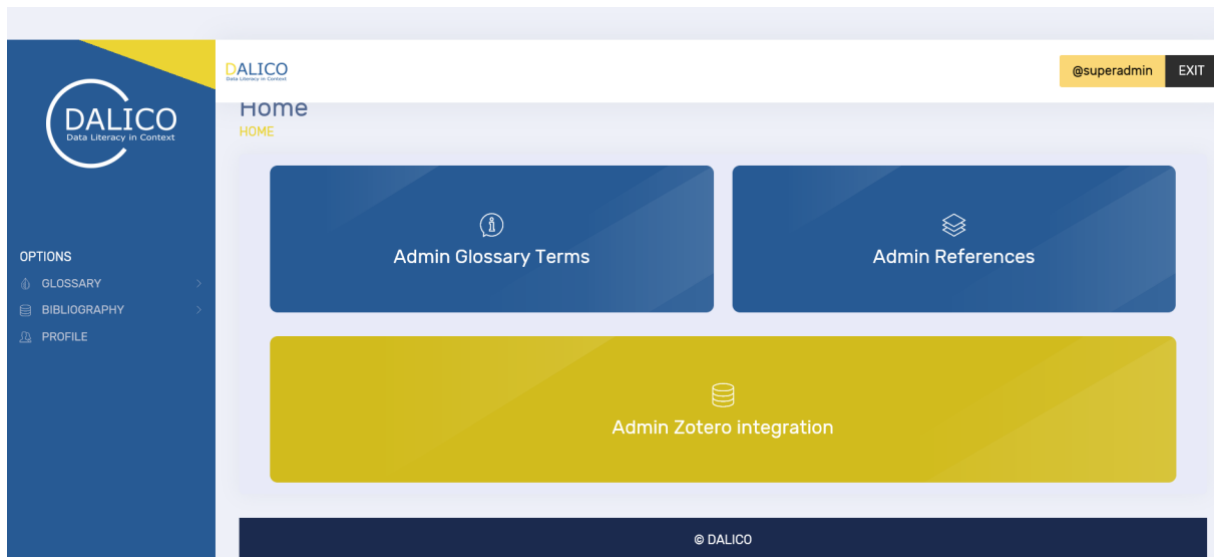 DALICO
Data Literacy in Context
OPTIONS
GLOSSARY
BIBLIOGRAPHY
PROFILE
DALICO
Data Literacy in Context
@superadmin EXIT
Home
HOME
Admin Glossary Terms
Admin References
Admin Zotero integration
© DALICO